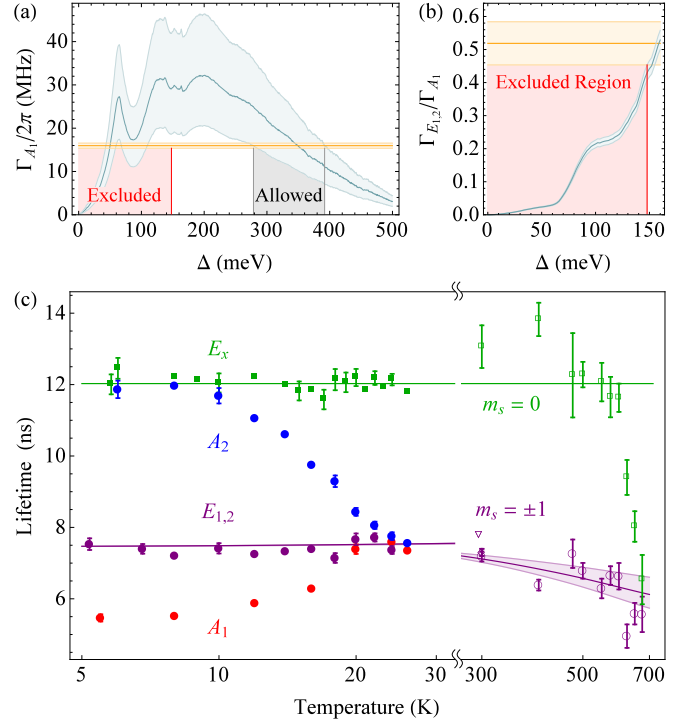 (a)
Γ_{A_1}/2π (MHz)
40
30
20
10
0
Excluded
Allowed
0
100
200
300
400
500
Δ (meV)
(b)
Γ_{E_{1,2}}/Γ_{A_1}
0.6
0.5
0.4
0.3
0.2
0.1
0.0
Excluded Region
0
50
100
150
Δ (meV)
(c)
Lifetime (ns)
14
12
10
8
6
E_x
A_2
E_{1,2}
A_1
m_s = 0
m_s = ±1
5
10
20
30
300
500
700
Temperature (K)